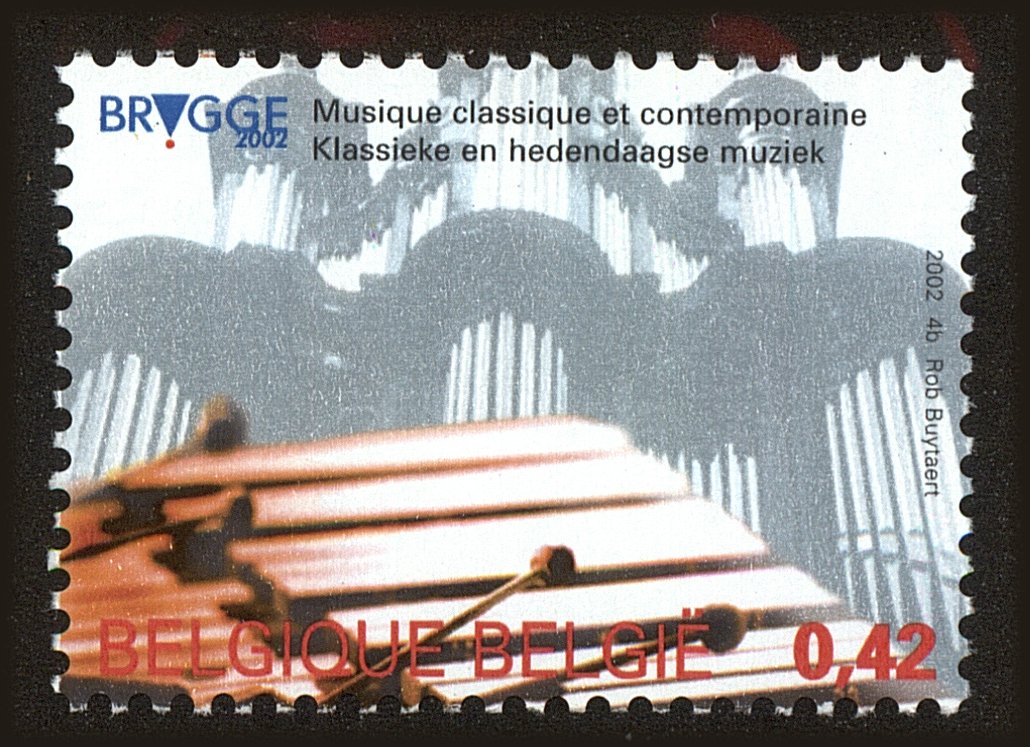 BRVGGE
2002
Musique classique et contemporaine
Klassieke en hedendaagse muziek
2002 4b Rob Buytaert
BELGIQUE BELGIË 0,42